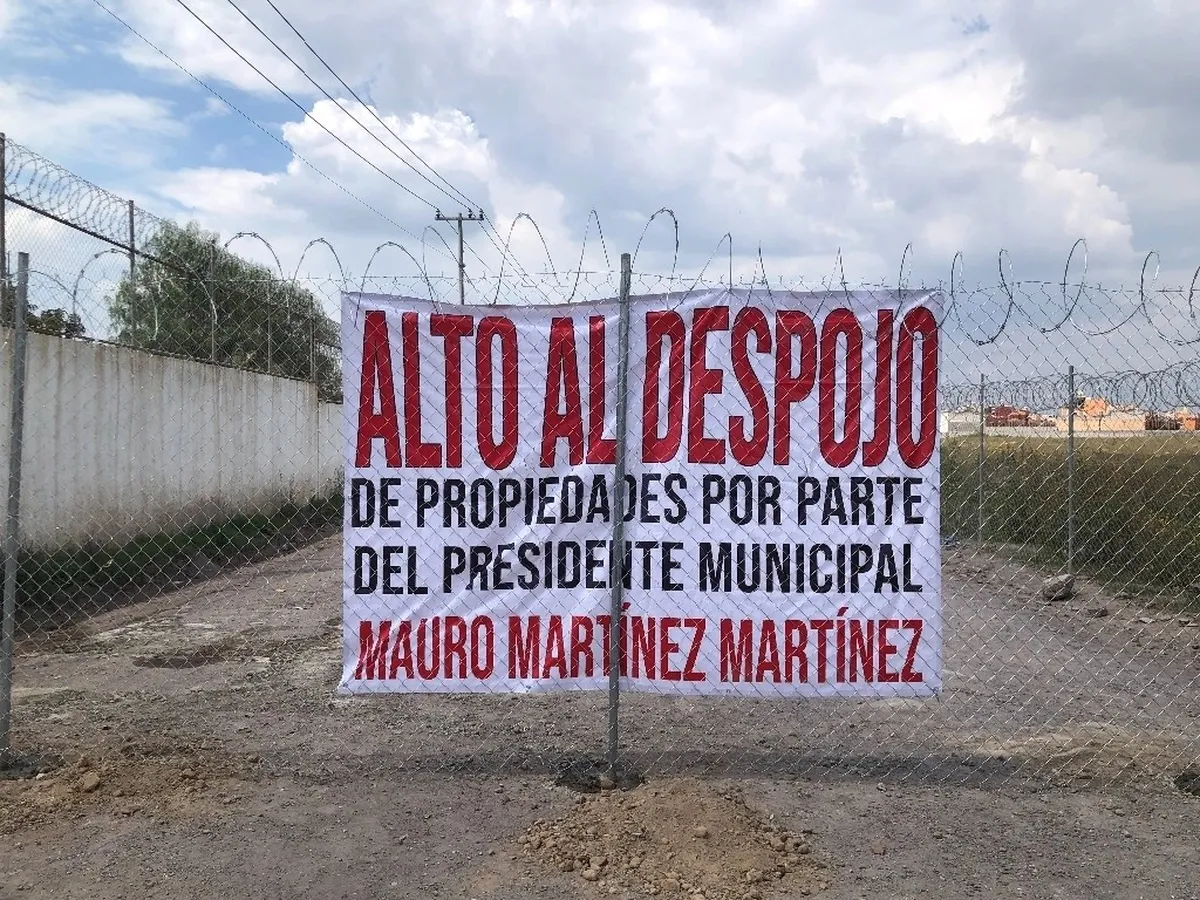 ALTO AL DESPOJO
DE PROPIEDADES POR PARTE
DEL PRESIDENTE MUNICIPAL
MAURO MARTÍNEZ MARTÍNEZ